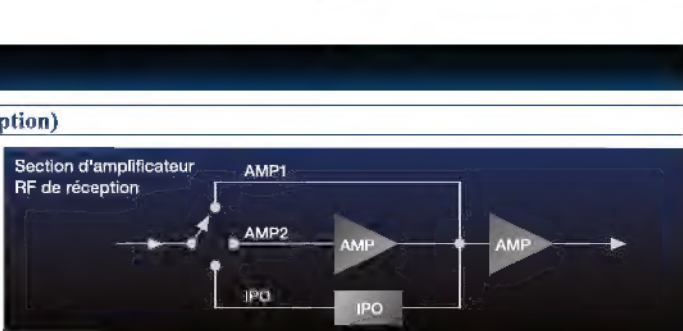 ption)
Section d'amplificateur
RF de réception
AMP1
AMP2
AMP
AMP
IPO
IPO